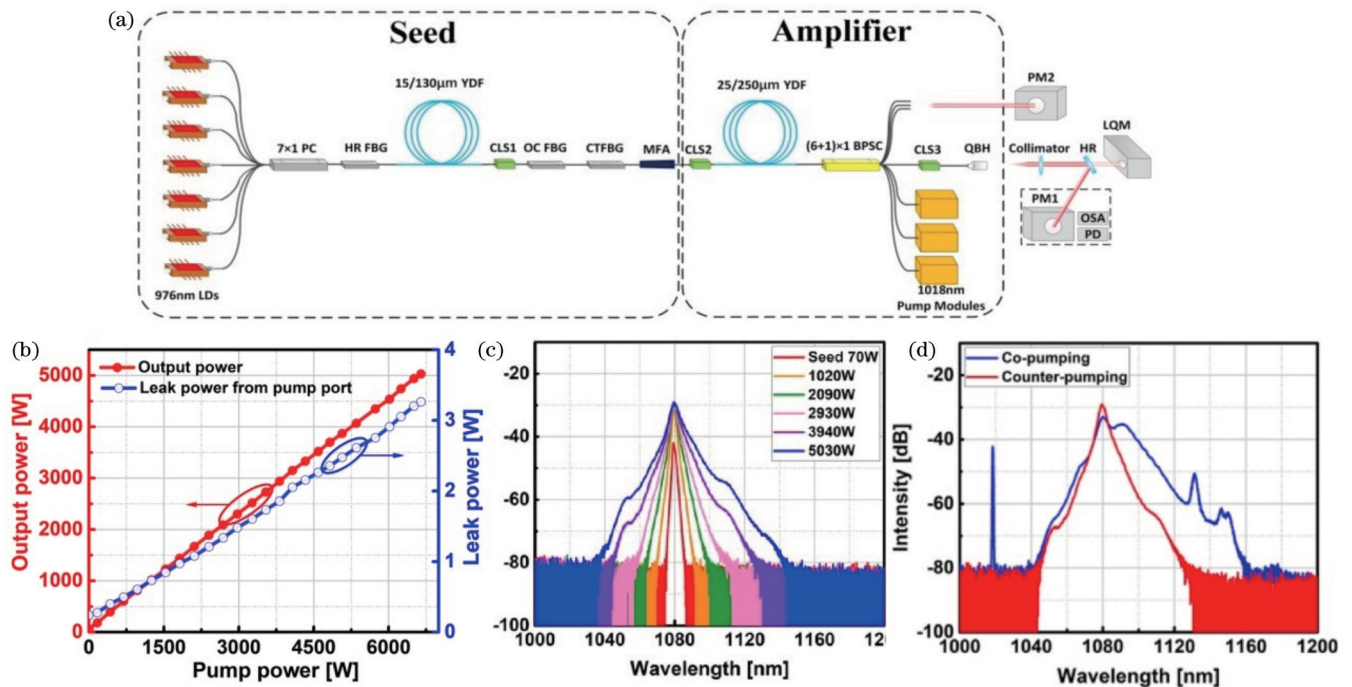 (a)
Seed
Amplifier
15/130μm YDF
25/250μm YDF
PM2
LQM
7×1 PC
HR FBG
CLS1
OC FBG
CTFBG
MFA
CLS2
(6+1)×1 BPSC
CLS3
QBH
Collimator
HR
PM1
OSA
PD
976nm LDs
1018nm
Pump Modules
(b)
Output power
Leak power from pump port
Output power [W]
5000
4000
3000
2000
1000
0
4
3
2
1
0
Leak power [W]
0
1500
3000
4500
6000
Pump power [W]
(c)
-20
-40
-60
-80
-100
Seed 70W
1020W
2090W
2930W
3940W
5030W
1000
1040
1080
1120
1160
1200
Wavelength [nm]
(d)
Co-pumping
Counter-pumping
Intensity [dB]
-20
-40
-60
-80
-100
1000
1040
1080
1120
1160
1200
Wavelength [nm]